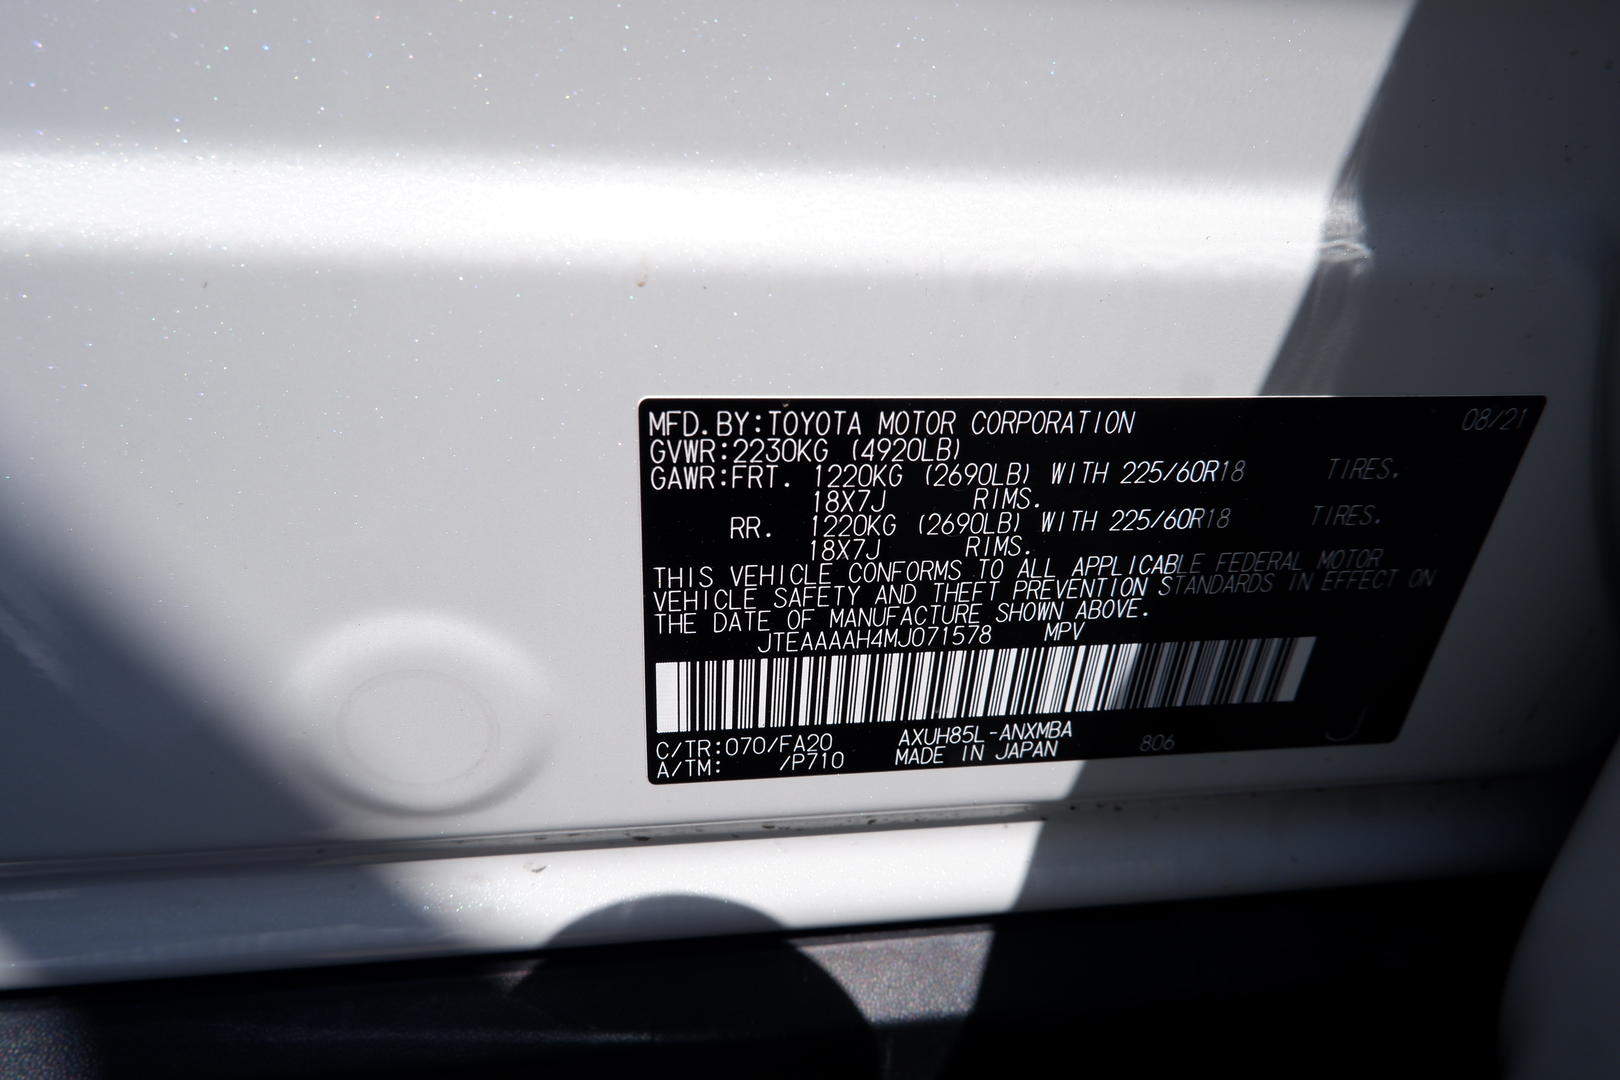 MFD.BY:TOYOTA MOTOR CORPORATION 08/21
GVWR:2230KG (4920LB)
GAWR:FRT. 1220KG (2690LB) WITH 225/60R18 TIRES.
18X7J RIMS.
RR. 1220KG (2690LB) WITH 225/60R18 TIRES.
18X7J RIMS.
THIS VEHICLE CONFORMS TO ALL APPLICABLE FEDERAL MOTOR
VEHICLE SAFETY AND THEFT PREVENTION STANDARDS IN EFFECT ON
THE DATE OF MANUFACTURE SHOWN ABOVE.
JTEAAAAH4MJ071578 MPV
C/TR:070/FA20 AXUH85L-ANXMBA 806 J
A/TM: /P710 MADE IN JAPAN